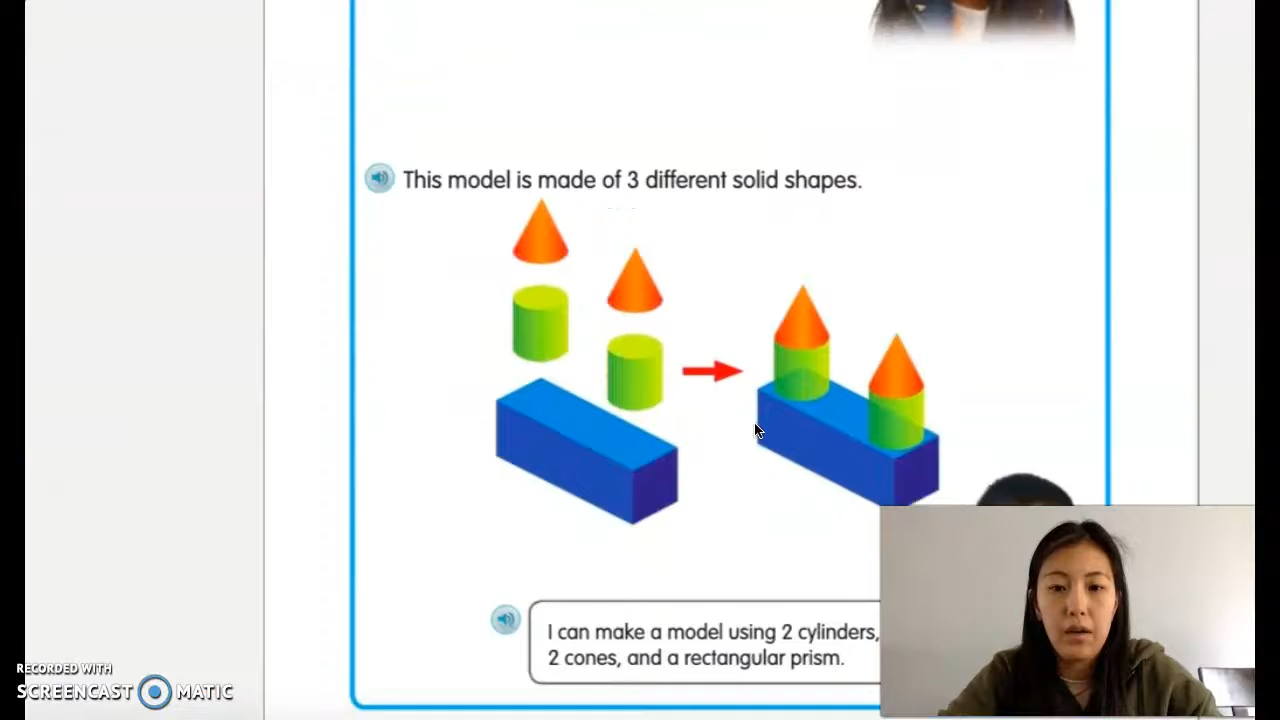 This model is made of 3 different solid shapes.
I can make a model using 2 cylinders,
2 cones, and a rectangular prism.
RECORDED WITH
SCREENCAST MATIC